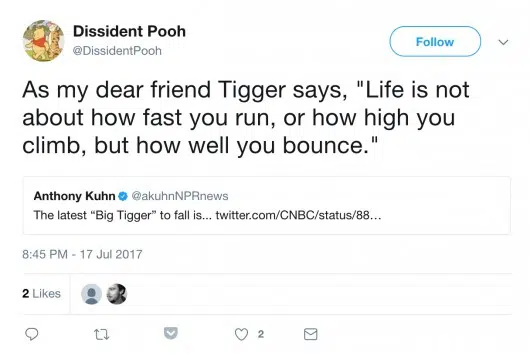 Dissident Pooh
@DissidentPooh
Follow
As my dear friend Tigger says, "Life is not
about how fast you run, or how high you
climb, but how well you bounce."
Anthony Kuhn @akuhnNPRnews
The latest “Big Tigger” to fall is... twitter.com/CNBC/status/88...
8:45 PM - 17 Jul 2017
2 Likes
2